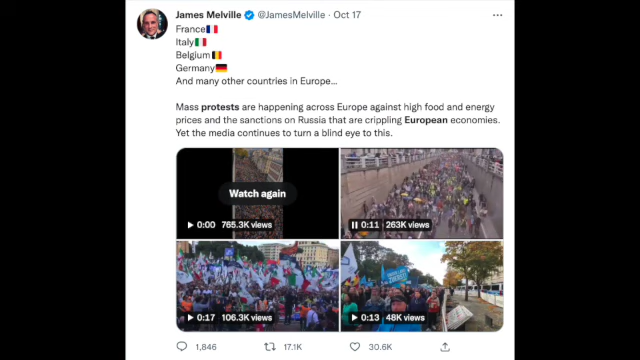 James Melville @JamesMelville · Oct 17
France🇫🇷
Italy🇮🇹
Belgium🇧🇪
Germany🇩🇪
And many other countries in Europe...
Mass protests are happening across Europe against high food and energy
prices and the sanctions on Russia that are crippling European economies.
Yet the media continues to turn a blind eye to this.
Watch again
0:00 765.3K views
0:11 263K views
0:17 106.3K views
0:13 48K views
1,846 17.1K 30.6K